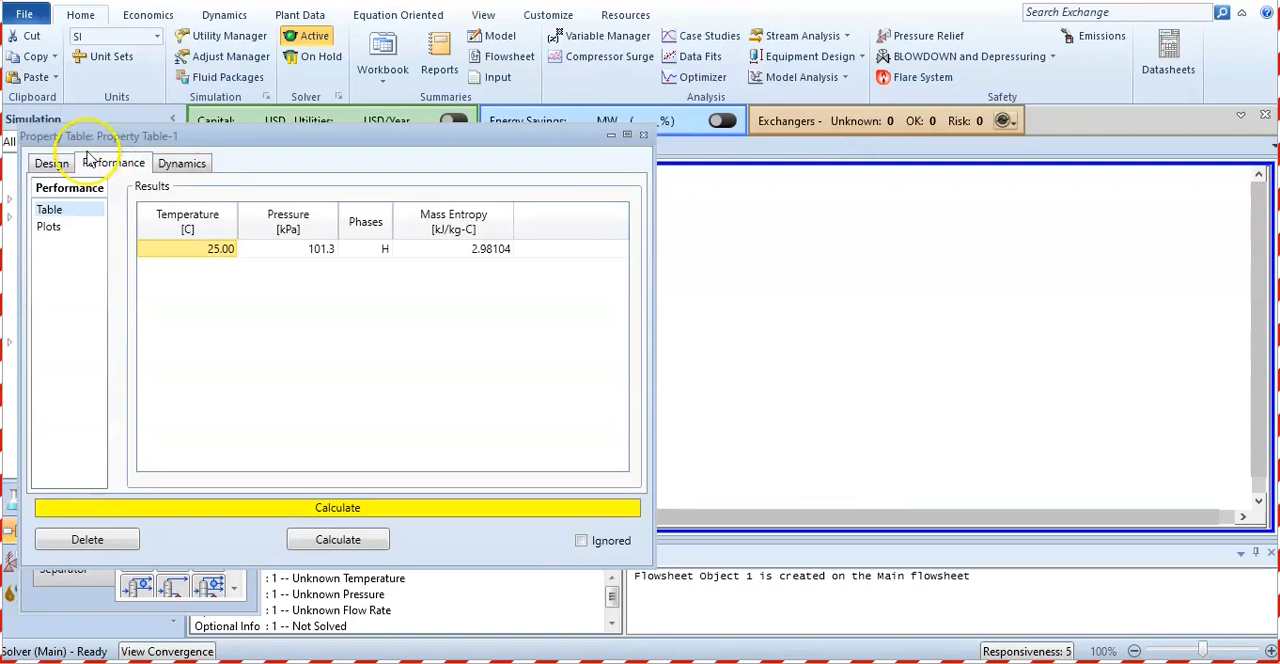 File Home Economics Dynamics Plant Data Equation Oriented View Customize Resources Search Exchange
Cut SI Utility Manager Active Model Variable Manager Case Studies Stream Analysis Pressure Relief Emissions
Copy Unit Sets Adjust Manager On Hold Workbook Reports Flowsheet Compressor Surge Data Fits Equipment Design BLOWDOWN and Depressuring Datasheets
Paste Fluid Packages Input Optimizer Model Analysis Flare System
Clipboard Units Simulation Solver Summaries Analysis Safety
Simulation Capital: USD Utilities: USD/Year Energy Savings: MW ( %) Exchangers - Unknown: 0 OK: 0 Risk: 0
Property Table: Property Table-1
All
Design Performance Dynamics
Performance Results
Table
Plots
Temperature Pressure Phases Mass Entropy
[C] [kPa] [kJ/kg-C]
25.00 101.3 H 2.98104
Calculate
Delete Calculate Ignored
Separator
: 1 -- Unknown Temperature
: 1 -- Unknown Pressure
: 1 -- Unknown Flow Rate
Optional Info : 1 -- Not Solved
Flowsheet Object 1 is created on the Main flowsheet
Solver (Main) - Ready View Convergence Responsiveness: 5 100%